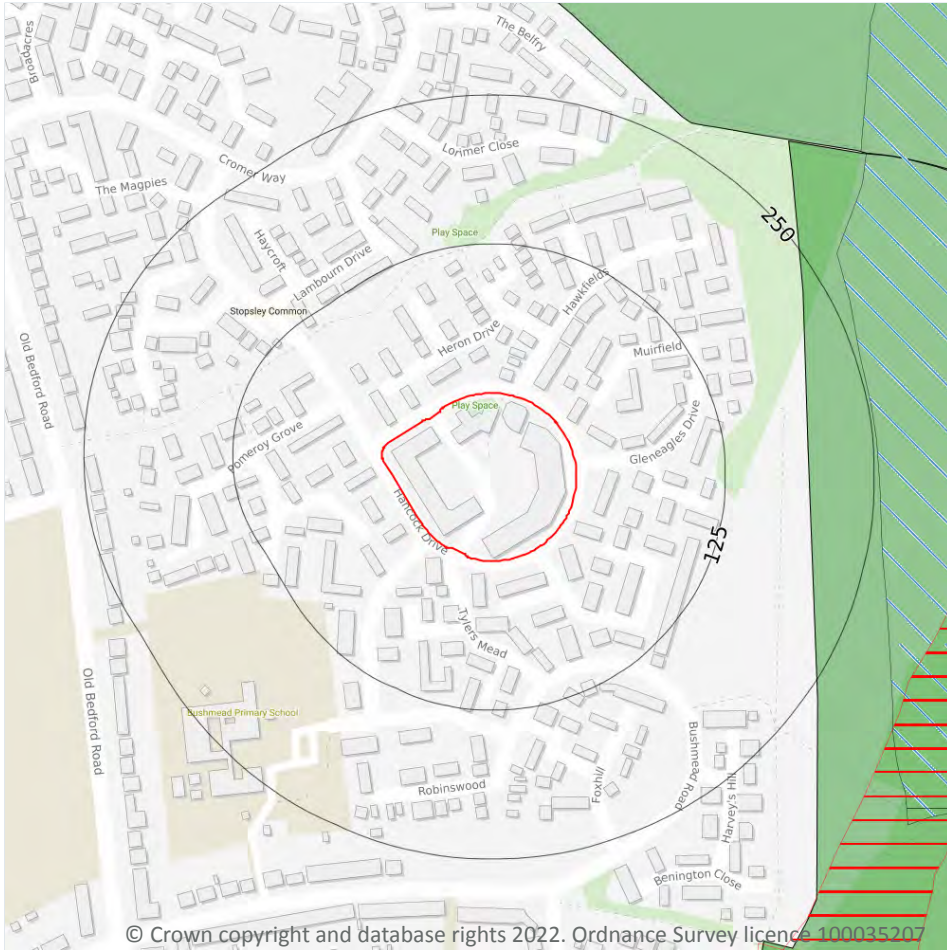 The Belfry
Broadacres
Lorimer Close
Cromer Way
The Magpies
250
Play Space
Haycroft
Lambourn Drive
Stopsley Common
Hawkfields
Heron Drive
Old Bedford Road
Muirfield
Play Space
Gleneagles Drive
Pomeroy Grove
Hancock Drive
125
Tylers Mead
Old Bedford Road
Bushmead Primary School
Bushmead Road
Foxhill
Robinswood
Harvey's Hill
Benington Close
© Crown copyright and database rights 2022. Ordnance Survey licence 100035207